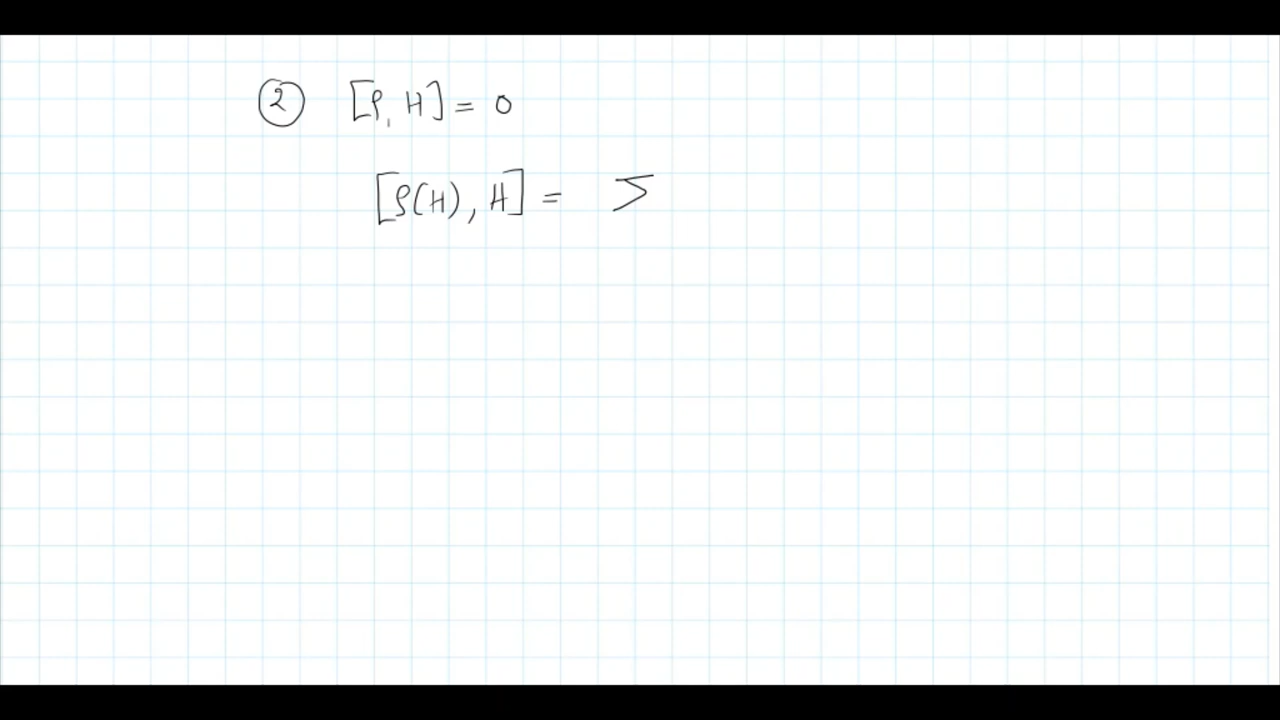 ② [ρ, H] = 0
[ρ(H), H] = Σ